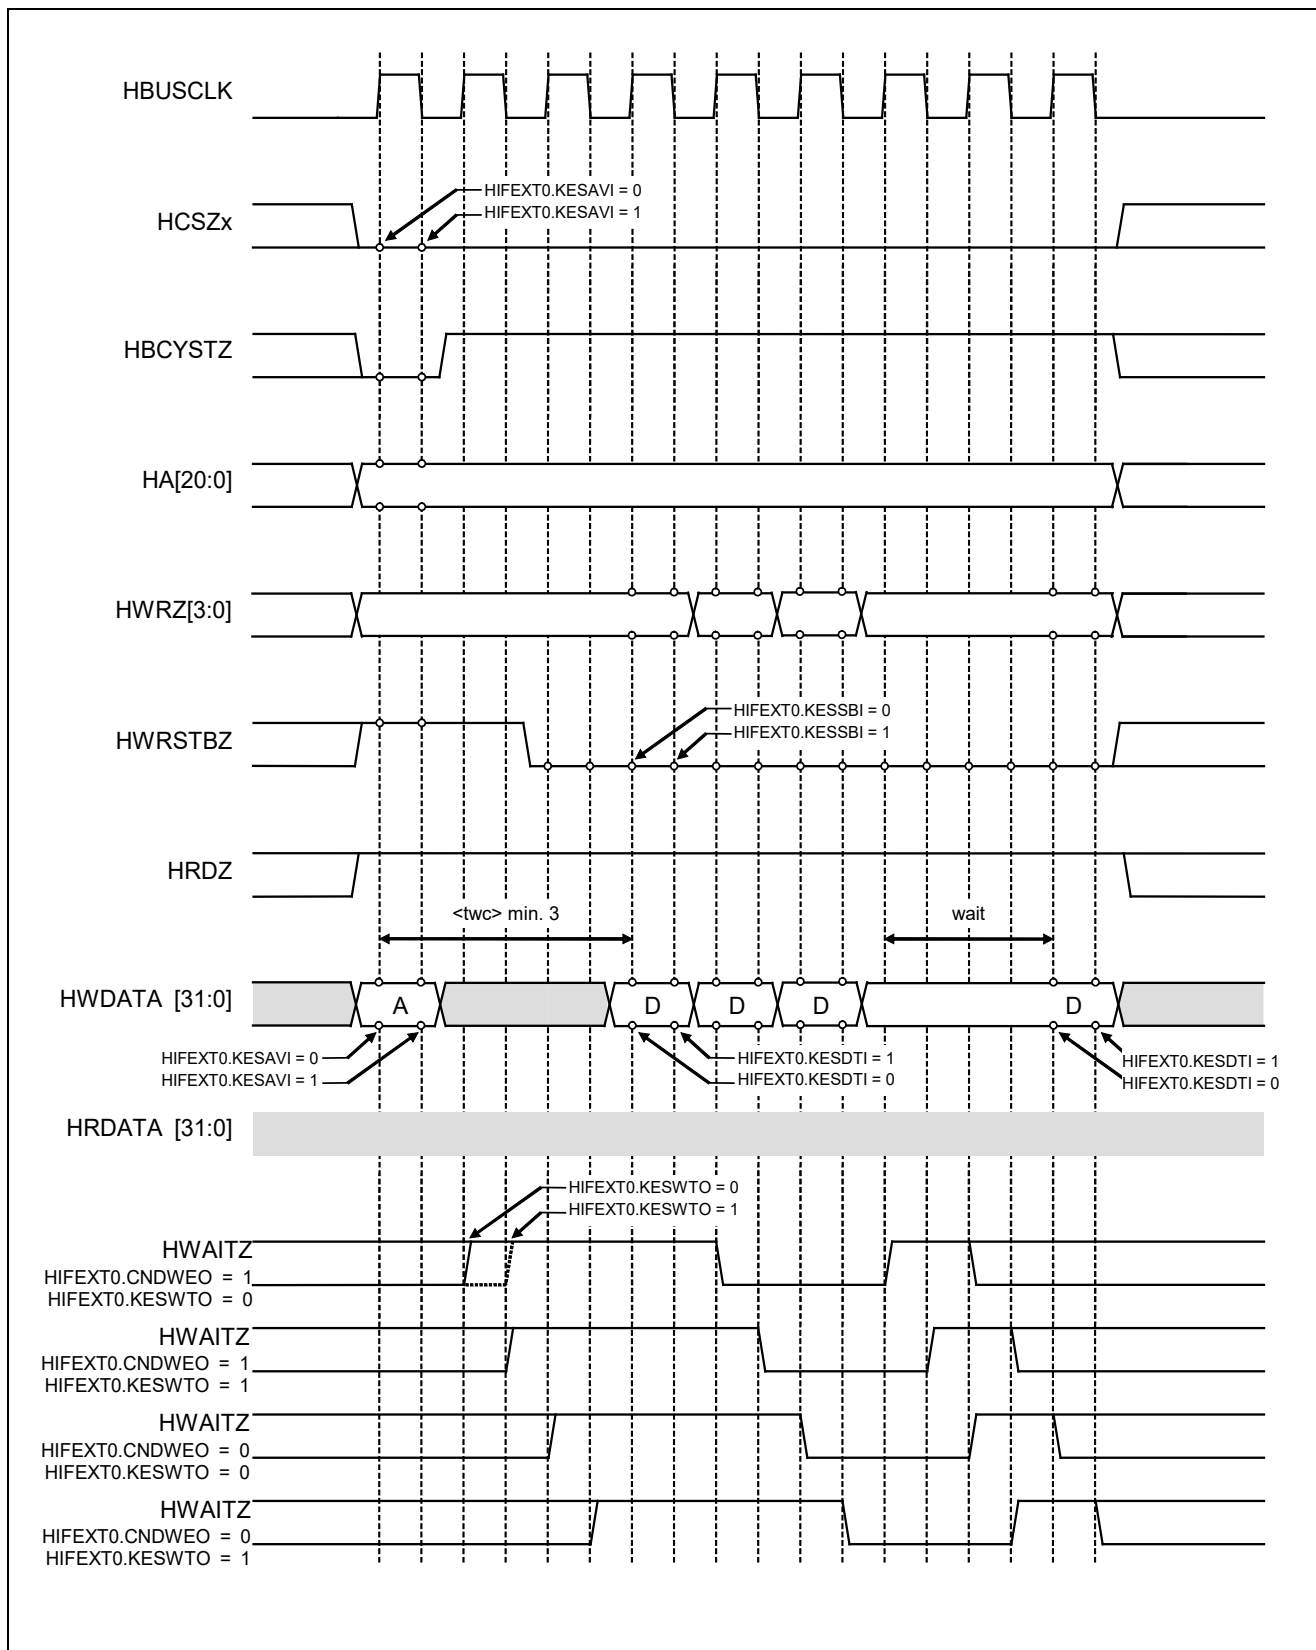 HBUSCLK
HIFEXT0.KESAVI = 0
HCSZx
HIFEXT0.KESAVI = 1
HBCYSTZ
HA[20:0]
HWRZ[3:0]
HIFEXT0.KESSBI = 0
HWRSTBZ
HIFEXT0.KESSBI = 1
HRDZ
<twc> min. 3
wait
HWDATA [31:0]
A
D
D
D
D
HIFEXT0.KESAVI = 0
HIFEXT0.KESDTI = 1
HIFEXT0.KESDTI = 1
HIFEXT0.KESAVI = 1
HIFEXT0.KESDTI = 0
HIFEXT0.KESDTI = 0
HRDATA [31:0]
HIFEXT0.KESWTO = 0
HIFEXT0.KESWTO = 1
HWAITZ
HIFEXT0.CNDWEO = 1
HIFEXT0.KESWTO = 0
HWAITZ
HIFEXT0.CNDWEO = 1
HIFEXT0.KESWTO = 1
HWAITZ
HIFEXT0.CNDWEO = 0
HIFEXT0.KESWTO = 0
HWAITZ
HIFEXT0.CNDWEO = 0
HIFEXT0.KESWTO = 1